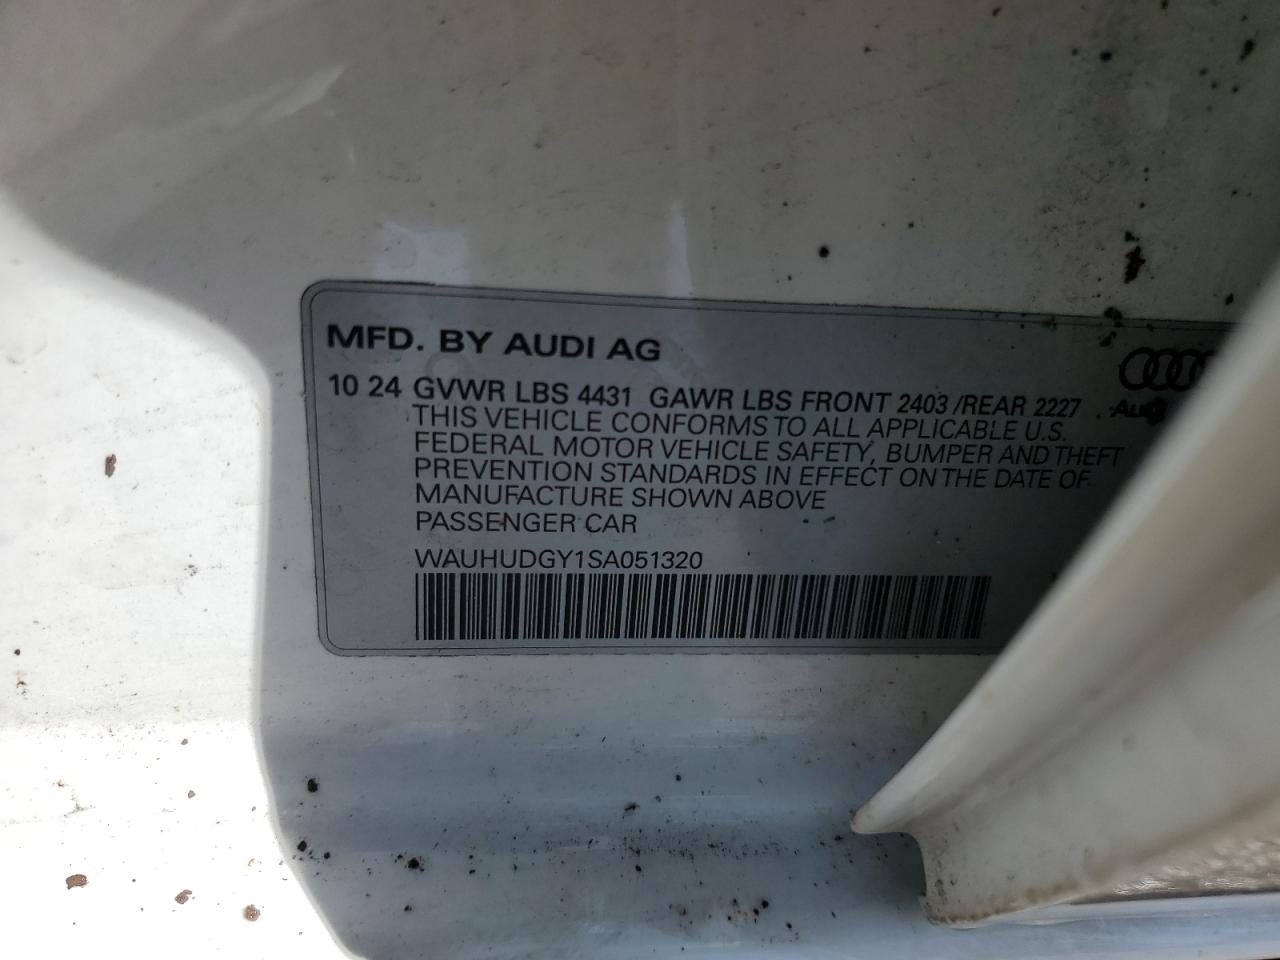 MFD. BY AUDI AG
10 24 GVWR LBS 4431 GAWR LBS FRONT 2403 /REAR 2227
THIS VEHICLE CONFORMS TO ALL APPLICABLE U.S.
FEDERAL MOTOR VEHICLE SAFETY, BUMPER AND THEFT
PREVENTION STANDARDS IN EFFECT ON THE DATE OF
MANUFACTURE SHOWN ABOVE
PASSENGER CAR
WAUHUDGY1SA051320
Audi